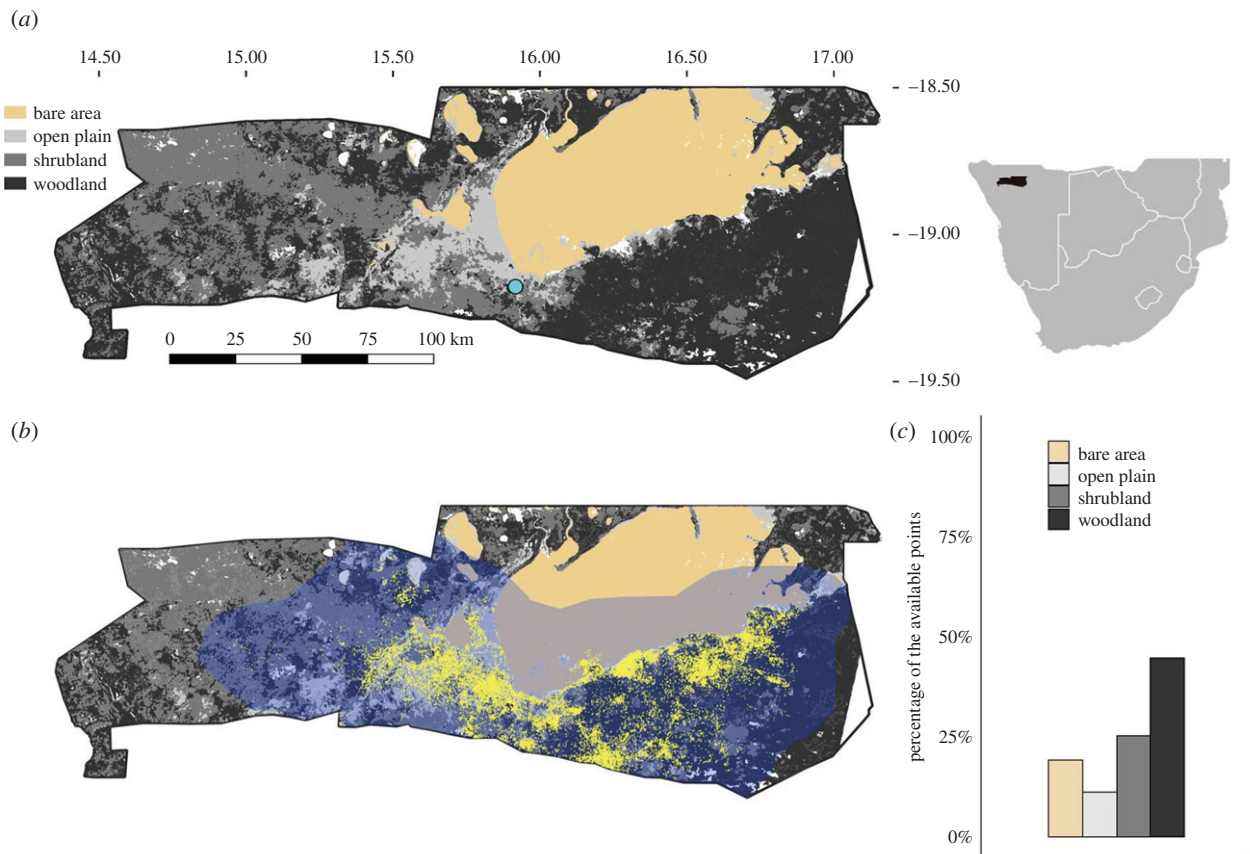 (a)
14.50 15.00 15.50 16.00 16.50 17.00
–18.50
bare area
open plain
shrubland
woodland
–19.00
0 25 50 75 100 km
–19.50
(b)
(c)
100%
75%
50%
25%
0%
percentage of the available points
bare area
open plain
shrubland
woodland